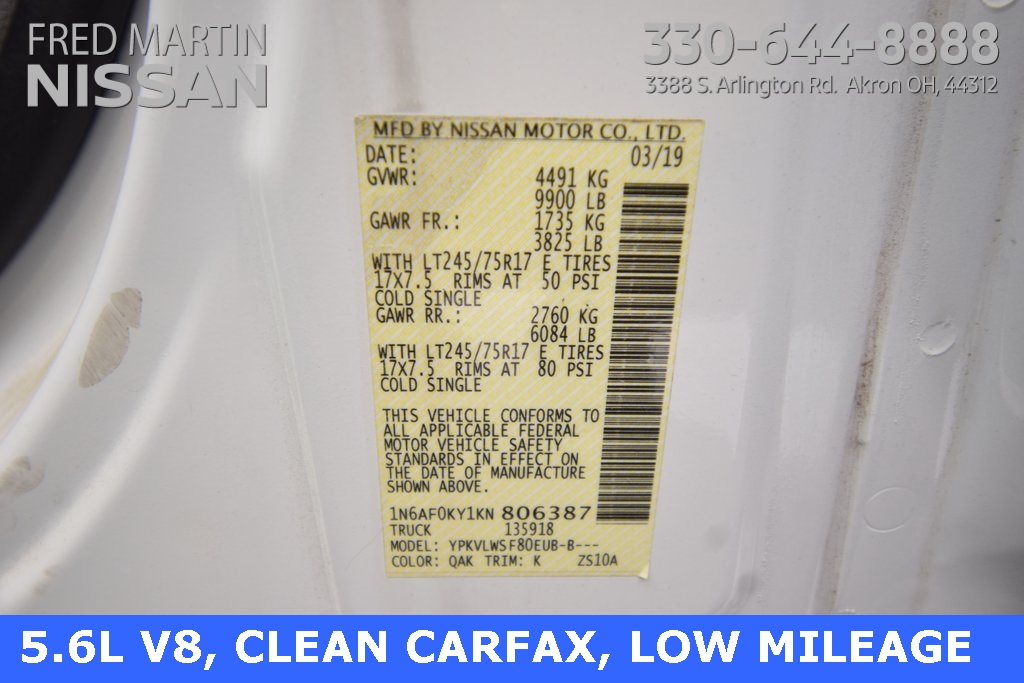 FRED MARTIN
NISSAN
330-644-8888
3388 S. Arlington Rd. Akron OH, 44312
MFD BY NISSAN MOTOR CO., LTD.
DATE: 03/19
GVWR: 4491 KG
9900 LB
GAWR FR.: 1735 KG
3825 LB
WITH LT245/75R17 E TIRES
17X7.5 RIMS AT 50 PSI
COLD SINGLE
GAWR RR.: 2760 KG
6084 LB
WITH LT245/75R17 E TIRES
17X7.5 RIMS AT 80 PSI
COLD SINGLE
THIS VEHICLE CONFORMS TO
ALL APPLICABLE FEDERAL
MOTOR VEHICLE SAFETY
STANDARDS IN EFFECT ON
THE DATE OF MANUFACTURE
SHOWN ABOVE.
1N6AF0KY1KN 806387
TRUCK 135918
MODEL: YPKVLWSF80EUB-B---
COLOR: QAK TRIM: K ZS10A
5.6L V8, CLEAN CARFAX, LOW MILEAGE